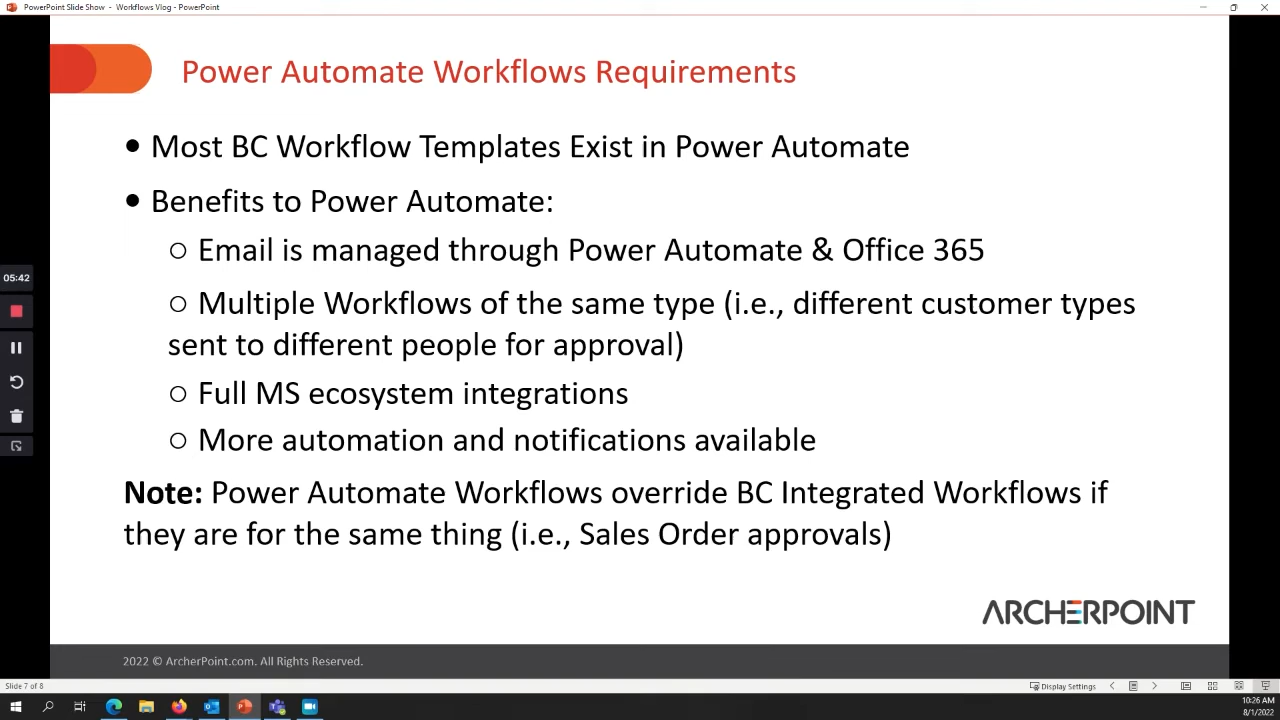 PowerPoint Slide Show - Workflows Vlog - PowerPoint
Power Automate Workflows Requirements
• Most BC Workflow Templates Exist in Power Automate
• Benefits to Power Automate:
○ Email is managed through Power Automate & Office 365
○ Multiple Workflows of the same type (i.e., different customer types
sent to different people for approval)
○ Full MS ecosystem integrations
○ More automation and notifications available
Note: Power Automate Workflows override BC Integrated Workflows if
they are for the same thing (i.e., Sales Order approvals)
05:42
ARCHERPOINT
2022 © ArcherPoint.com. All Rights Reserved.
Slide 7 of 8
Display Settings
10:26 AM
8/1/2022